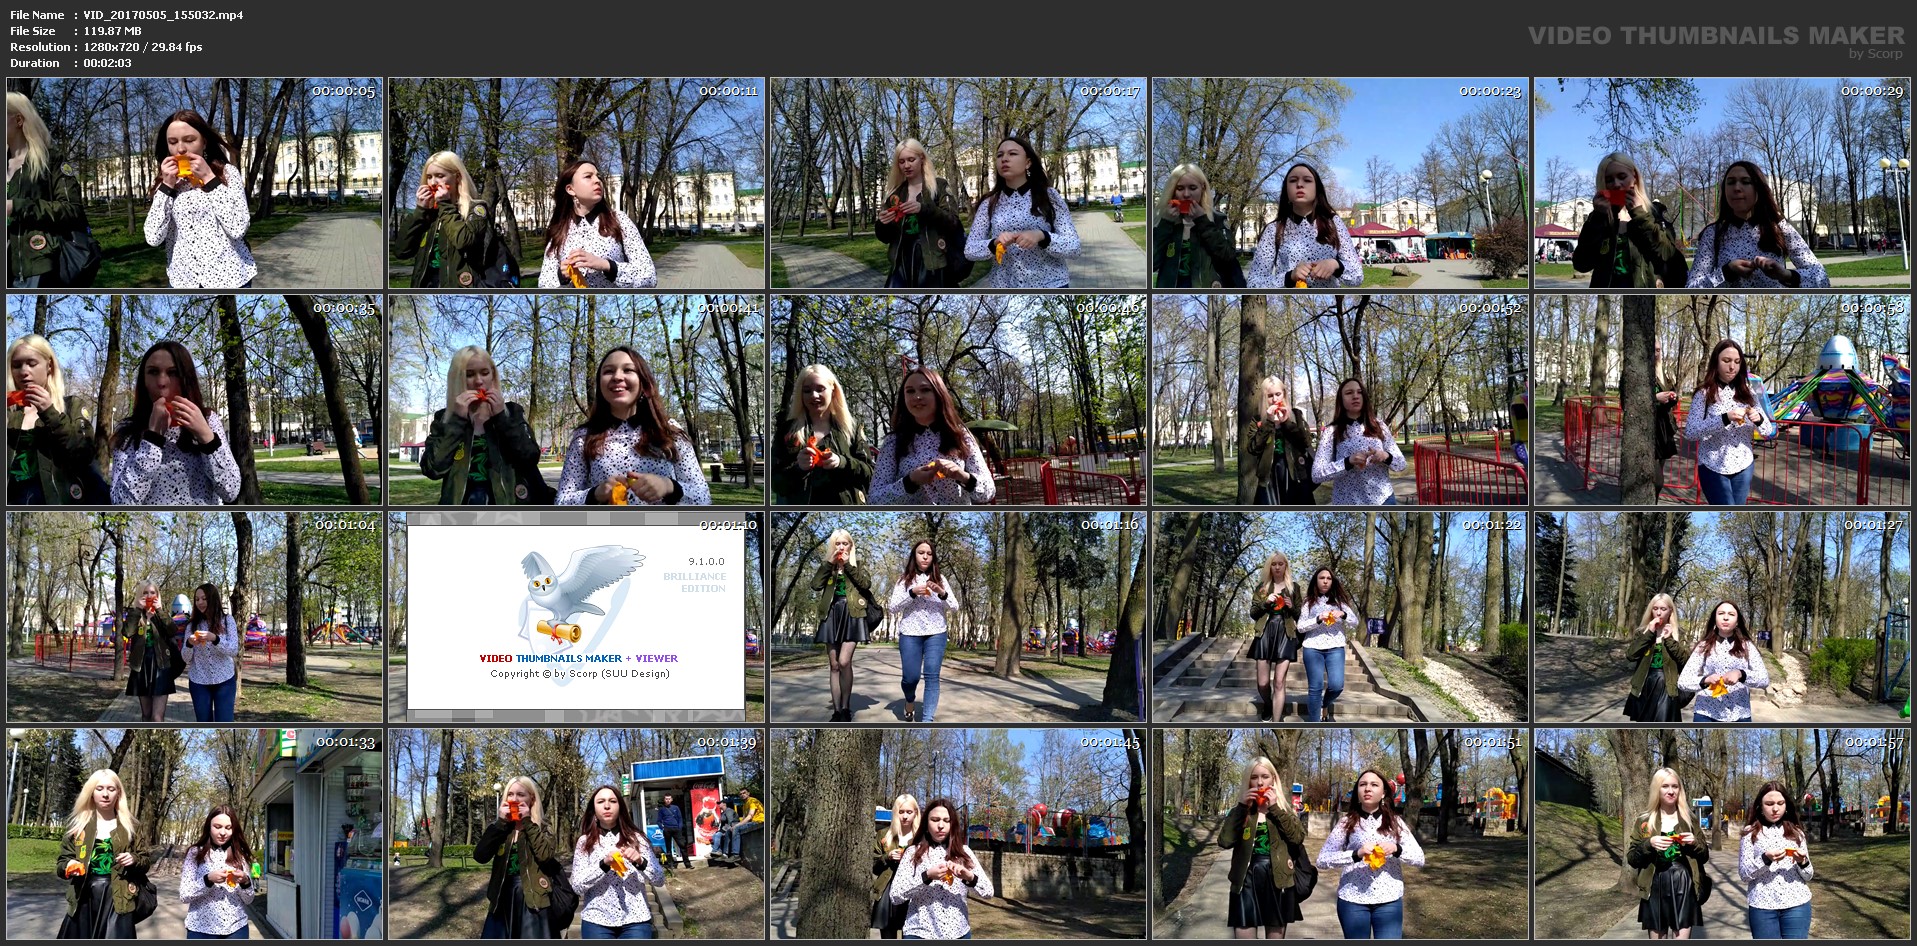 File Name : VID_20170505_155032.mp4
File Size : 119.87 MB
Resolution : 1280x720 / 29.84 fps
Duration : 00:02:03
VIDEO THUMBNAILS MAKER
by Scorp
00:00:05
00:00:11
00:00:17
00:00:23
00:00:29
00:00:35
00:00:41
00:00:46
00:00:52
00:00:58
00:01:04
00:01:10
9.1.0.0
BRILLIANCE
EDITION
VIDEO THUMBNAILS MAKER + VIEWER
Copyright © by Scorp (SUU Design)
00:01:16
00:01:22
00:01:27
00:01:33
00:01:39
00:01:45
00:01:51
00:01:57